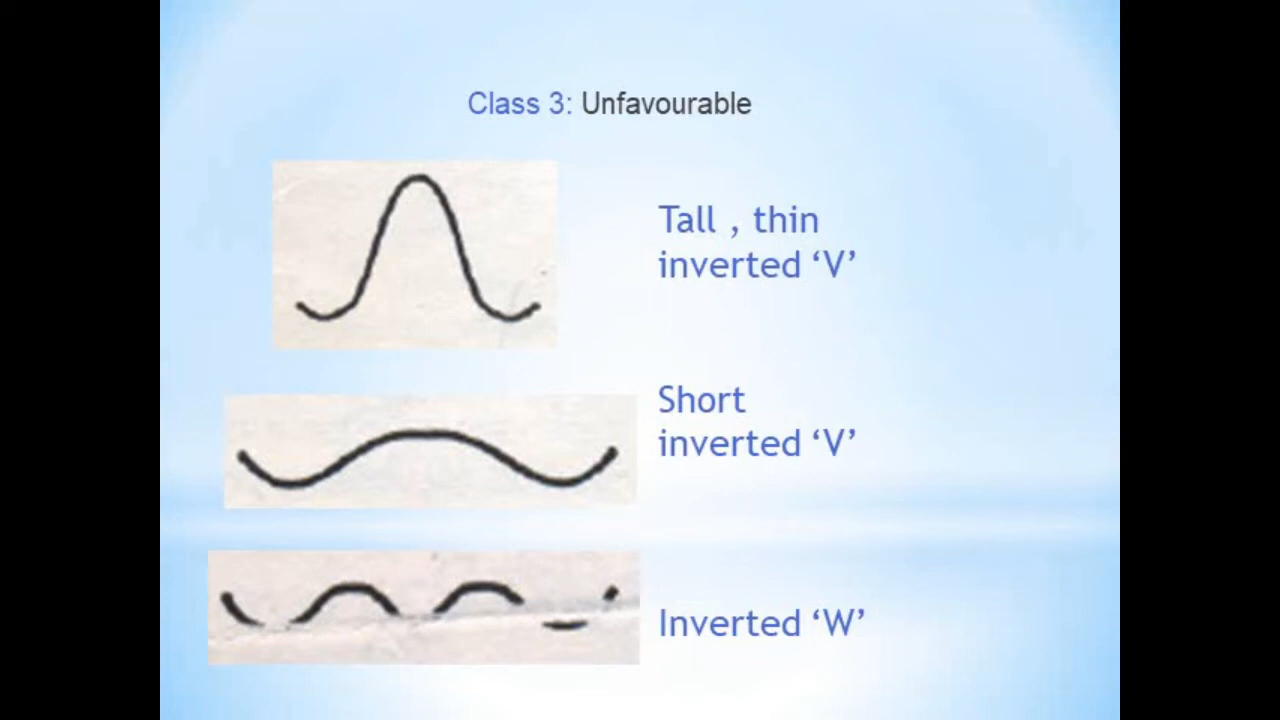 Class 3: Unfavourable
Tall , thin
inverted ‘V’
Short
inverted ‘V’
Inverted ‘W’